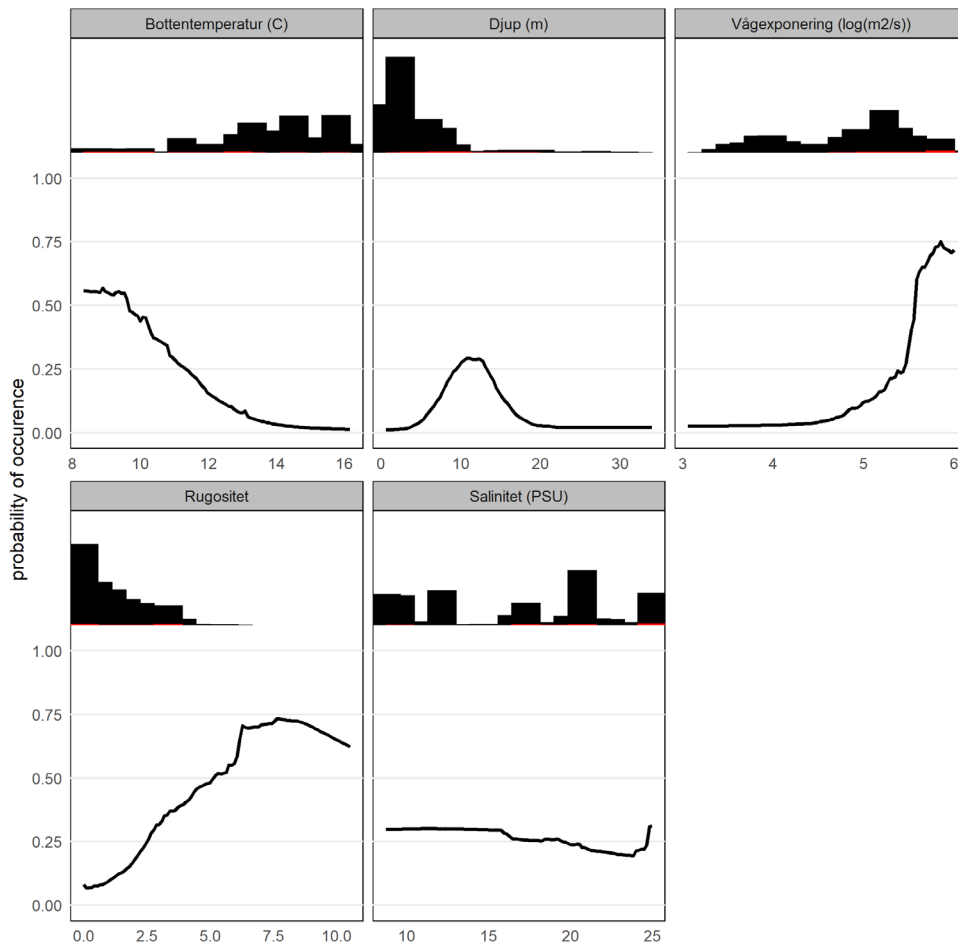 Bottentemperatur (C) Djup (m) Vågexponering (log(m2/s))
1.00
0.75
0.50
0.25
0.00
8 10 12 14 16 0 10 20 30 3 4 5 6
probability of occurence
Rugositet Salinitet (PSU)
1.00
0.75
0.50
0.25
0.00
0.0 2.5 5.0 7.5 10.0 10 15 20 25